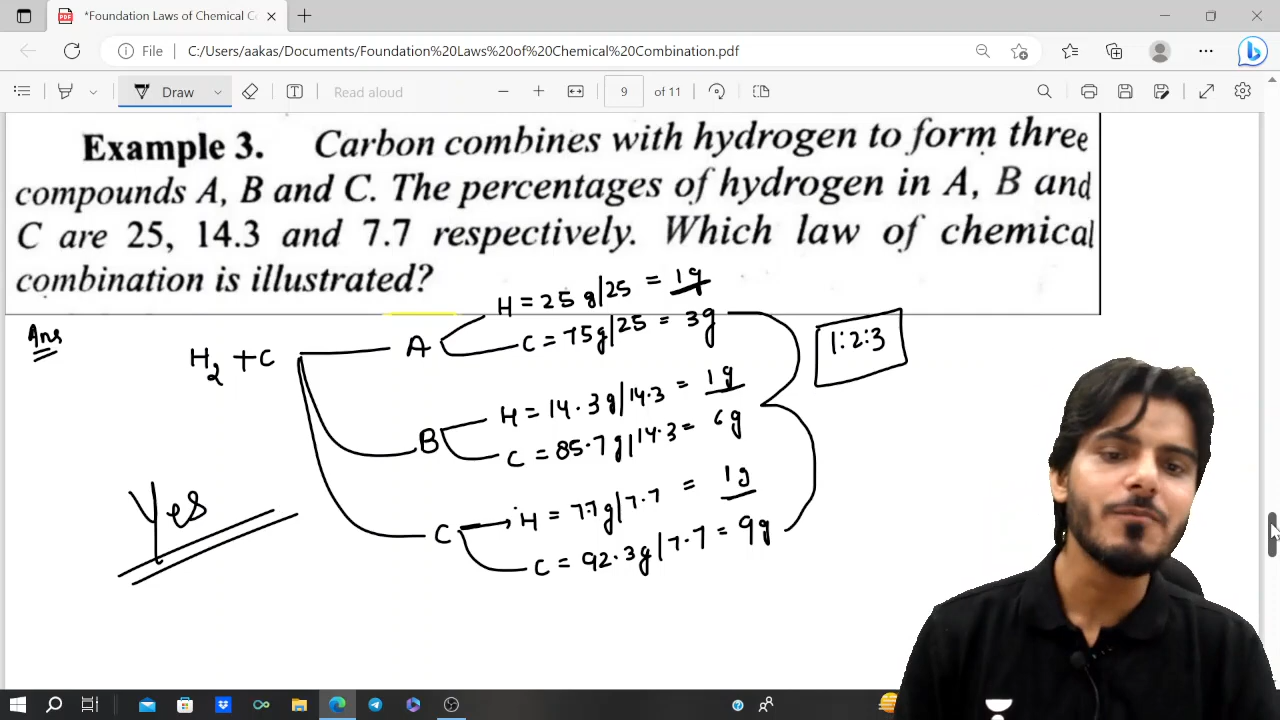 *Foundation Laws of Chemical Co
File
C:/Users/aakas/Documents/Foundation%20Laws%20of%20Chemical%20Combination.pdf
Draw
Read aloud
9
of 11
Example 3. Carbon combines with hydrogen to form three
compounds A, B and C. The percentages of hydrogen in A, B and
C are 25, 14.3 and 7.7 respectively. Which law of chemical
combination is illustrated?
Ans
H2 + C
A
H = 25 g/25 = 1g
C = 75g/25 = 3g
1:2:3
B
H = 14.3g/14.3 = 1g
C = 85.7g/14.3 = 6g
Yes
C
H = 7.7g/7.7 = 1g
C = 92.3g/7.7 = 9g